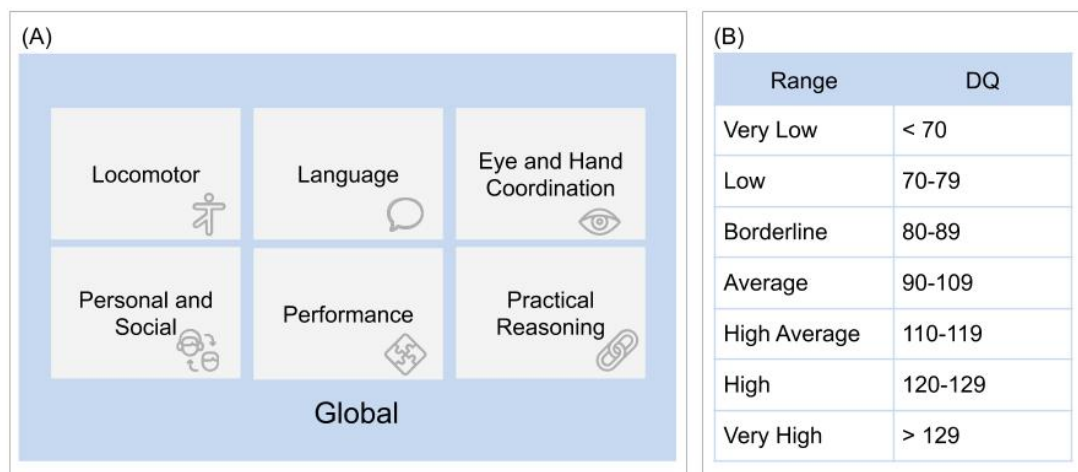 (A)
Locomotor
Language
Eye and Hand
Coordination
Personal and
Social
Performance
Practical
Reasoning
Global
(B)
Range DQ
Very Low < 70
Low 70-79
Borderline 80-89
Average 90-109
High Average 110-119
High 120-129
Very High > 129